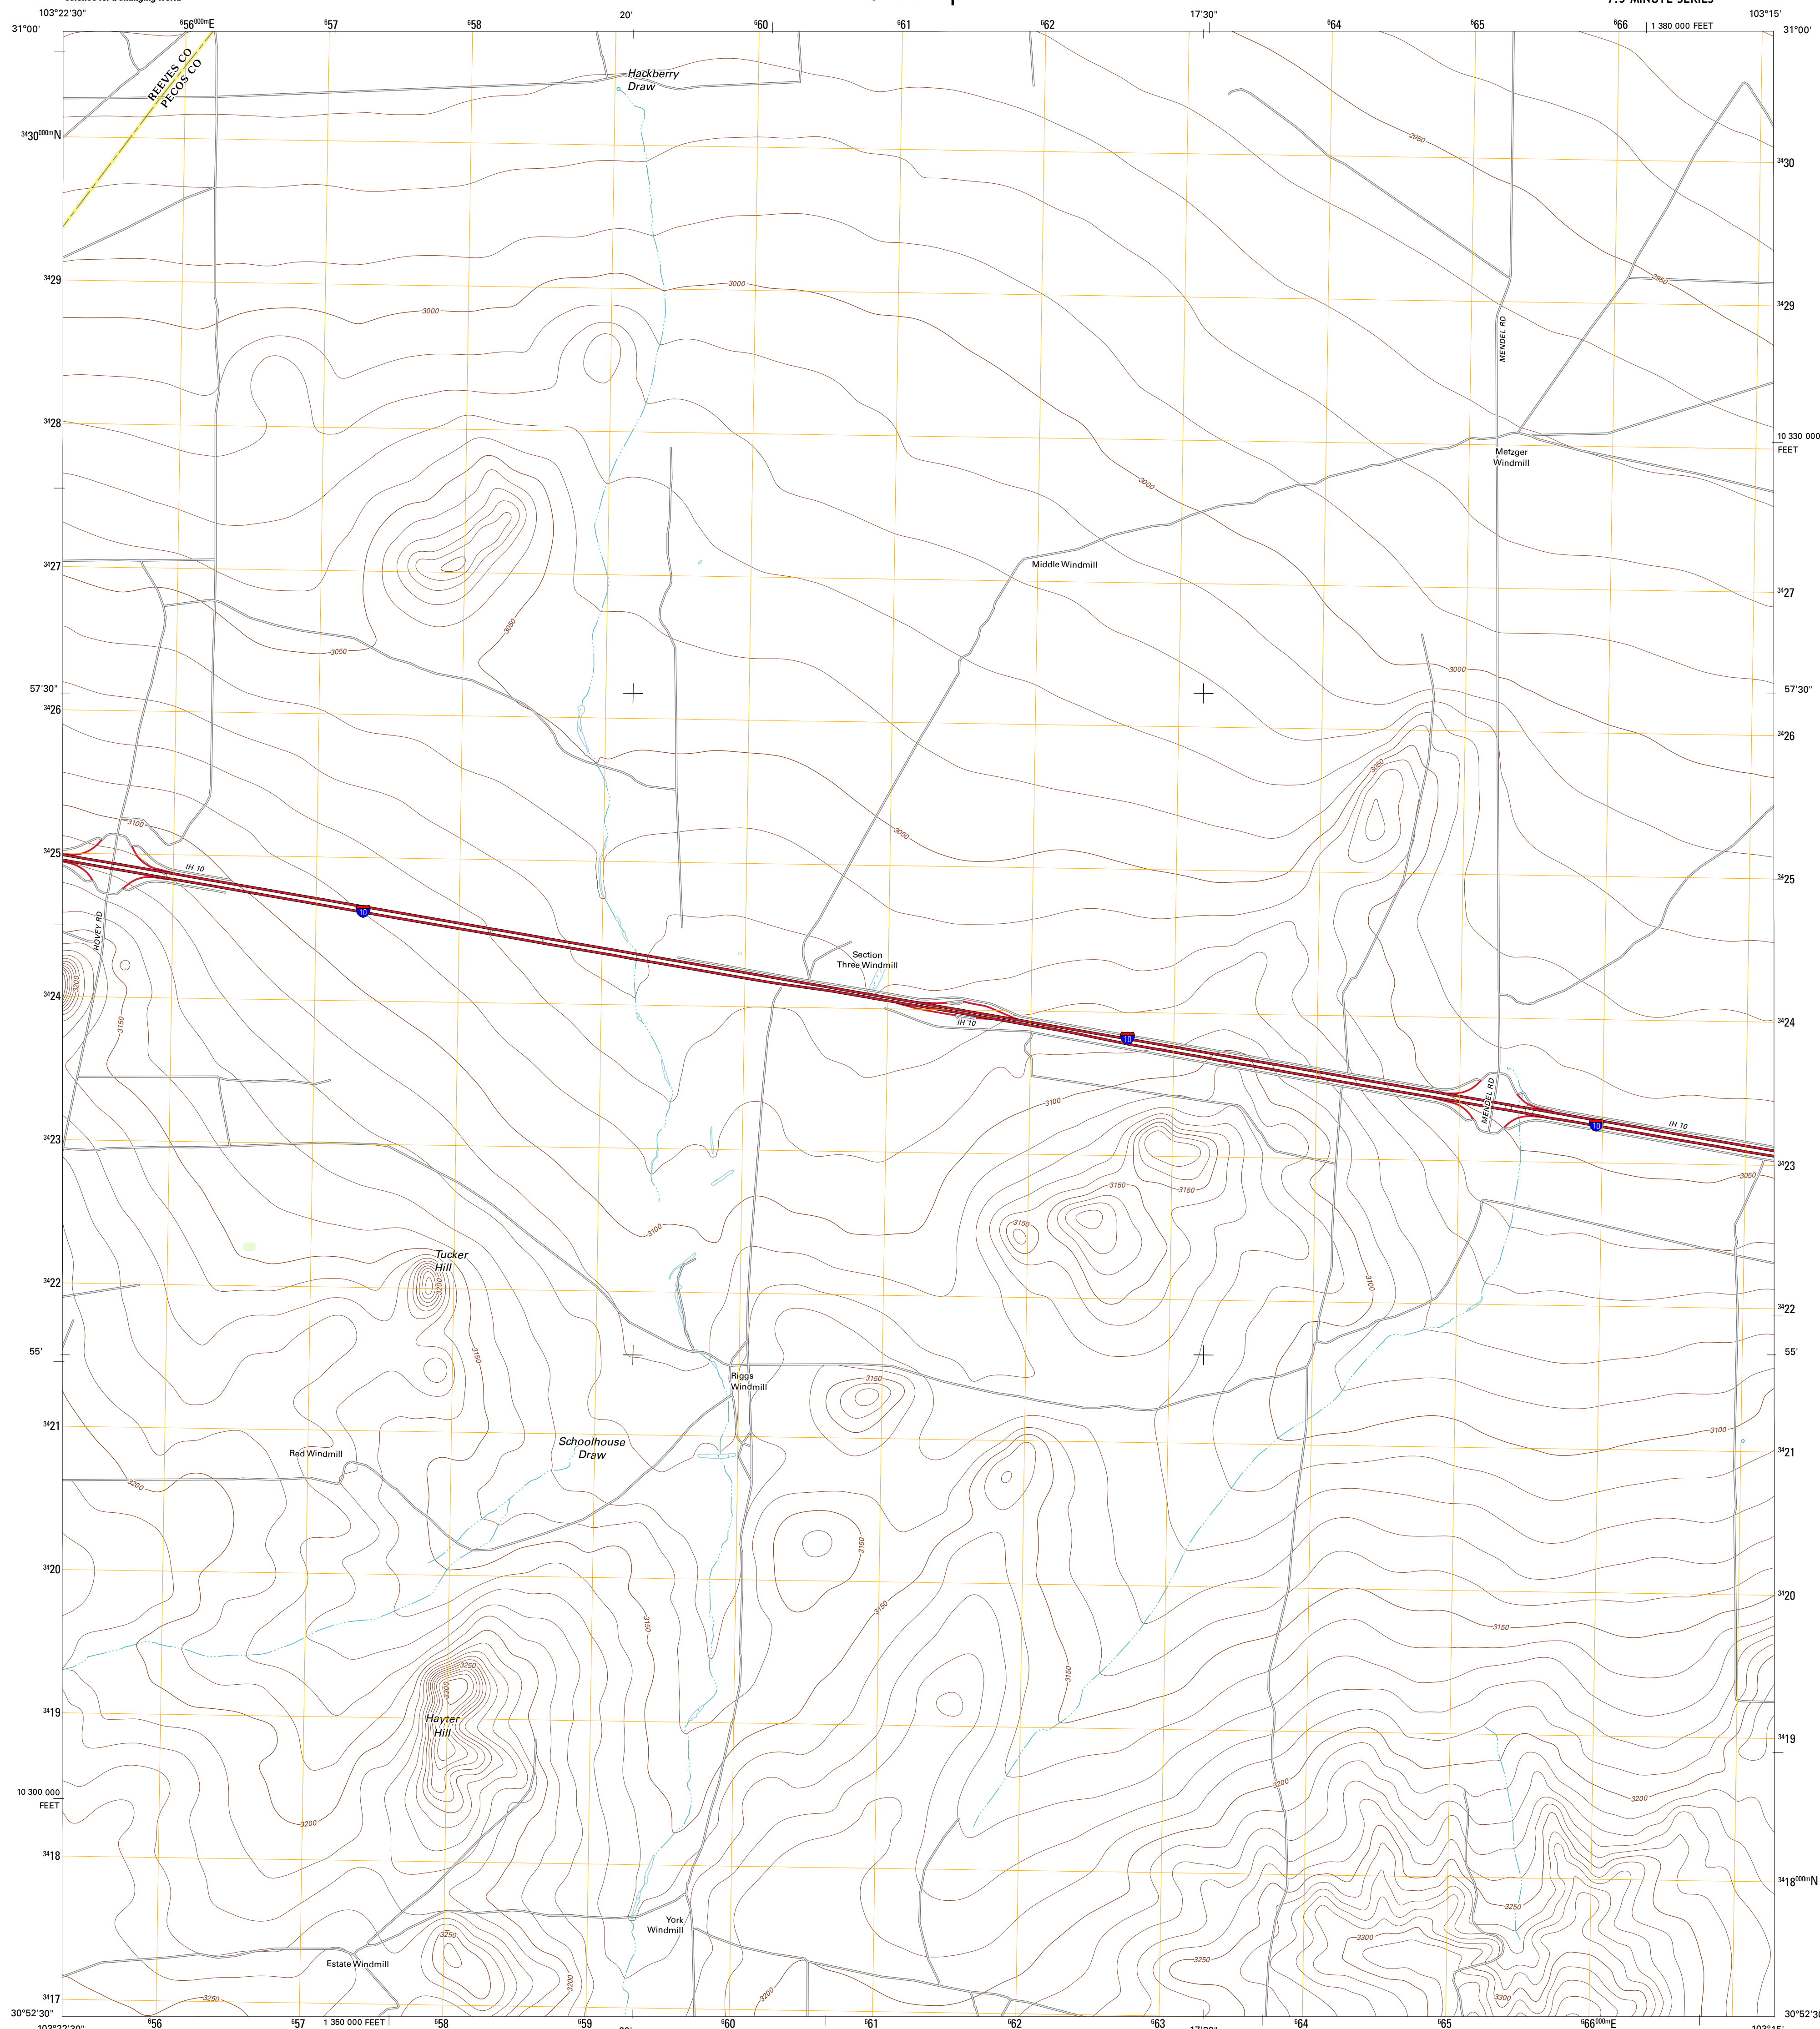 103°22'30"
⁶56⁰⁰⁰ᵐE
⁶57
⁶58
20'
⁶60
⁶61
⁶62
17'30"
⁶64
⁶65
⁶66
1 380 000 FEET
103°15'
31°00'
31°00'
REEVES CO
PECOS CO
Hackberry
Draw
³⁴30⁰⁰⁰ᵐN
2950
³⁴30
³⁴29
3000
3000
2950
³⁴29
MENDEL RD
³⁴28
10 330 000
FEET
Metzger
Windmill
3000
³⁴27
Middle Windmill
³⁴27
3050
3050
3000
57'30"
57'30"
³⁴26
³⁴26
3050
3100
3050
³⁴25
IH 10
10
³⁴25
HOVEY RD
Section
Three Windmill
3200
³⁴24
3150
IH 10
10
³⁴24
3100
MENDEL RD
10
IH 10
³⁴23
³⁴23
3050
3150
3150
3150
3100
Tucker
Hill
³⁴22
3200
3100
³⁴22
55'
3150
55'
Riggs
Windmill
3150
³⁴21
3100
Schoolhouse
Draw
Red Windmill
³⁴21
3200
3150
³⁴20
³⁴20
3150
3150
3150
3250
3150
3300
³⁴19
Hayter
Hill
³⁴19
10 300 000
FEET
3200
3200
3200
³⁴18
³⁴18⁰⁰⁰ᵐN
3250
York
Windmill
3250
3300
Estate Windmill
3250
3200
3200
3300
³⁴17
3250
30°52'30"
⁶56
⁶57
1 350 000 FEET
⁶58
⁶59
⁶60
⁶61
⁶62
⁶63
⁶64
⁶65
⁶66⁰⁰⁰ᵐE